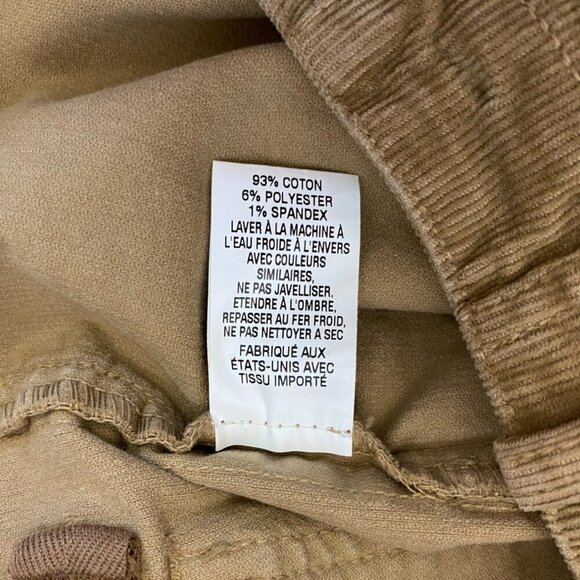 93% COTON
6% POLYESTER
1% SPANDEX
LAVER À LA MACHINE À
L'EAU FROIDE À L'ENVERS
AVEC COULEURS
SIMILAIRES,
NE PAS JAVELLISER,
ETENDRE À L'OMBRE,
REPASSER AU FER FROID,
NE PAS NETTOYER A SEC
FABRIQUÉ AUX
ÉTATS-UNIS AVEC
TISSU IMPORTÉ